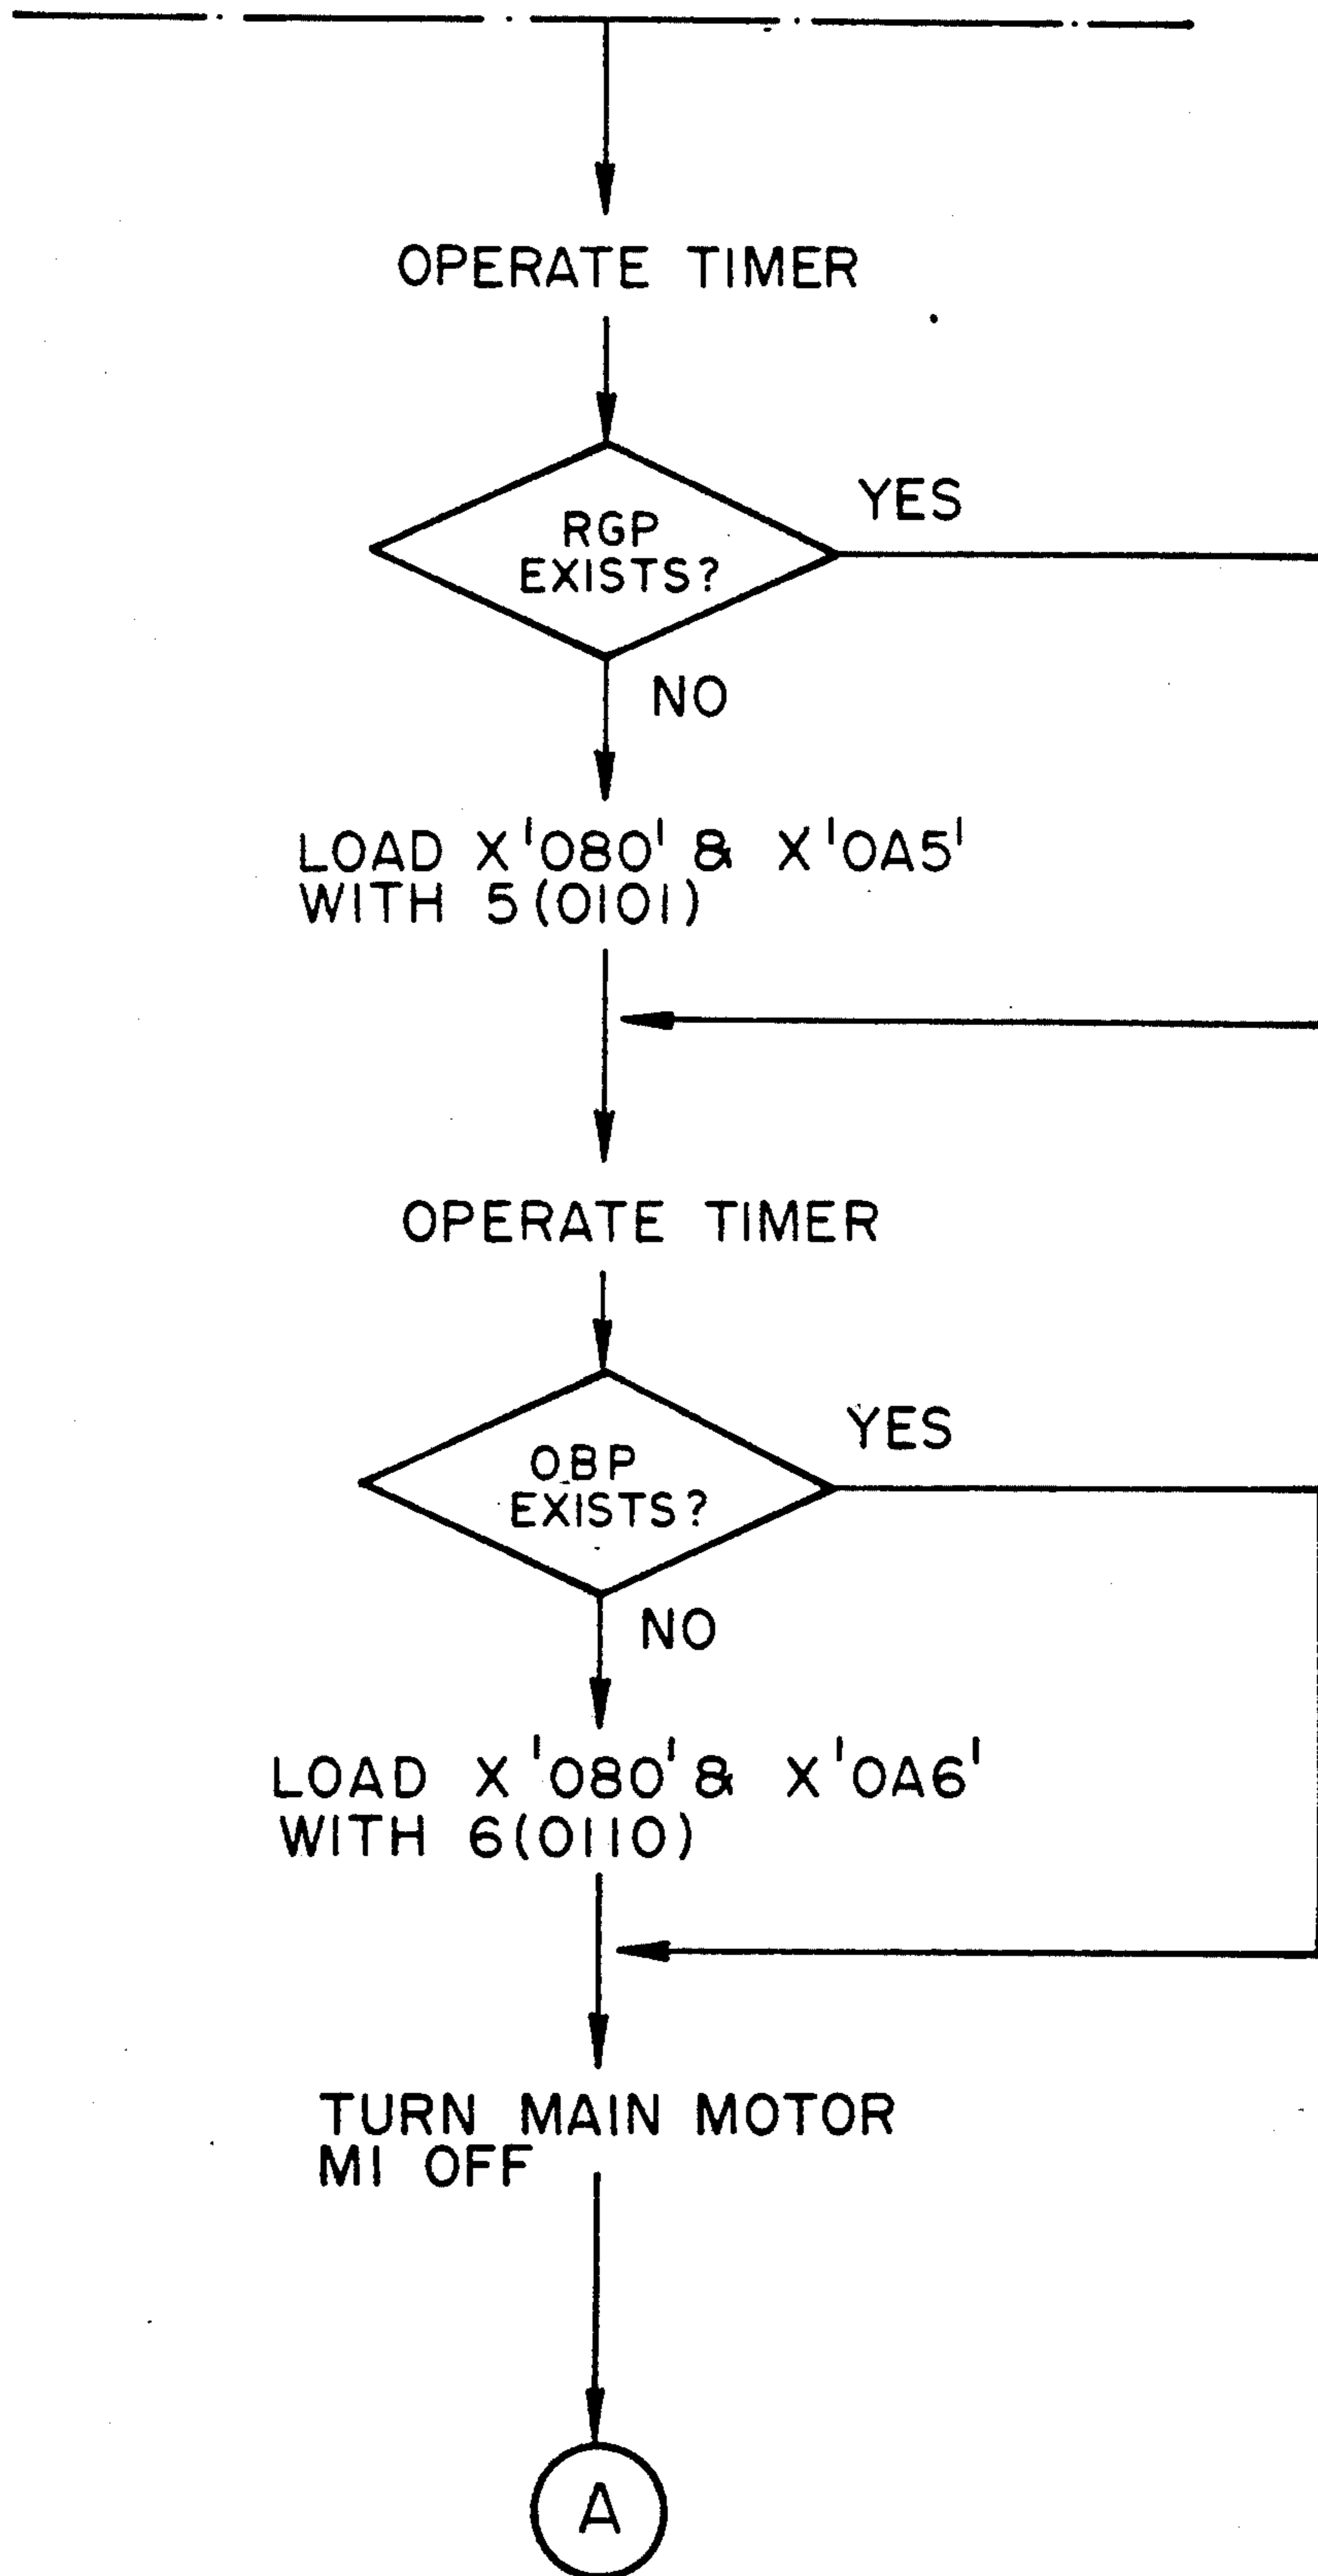 OPERATE TIMER
RGP
EXISTS?
YES
NO
LOAD X'080' & X'0A5'
WITH 5(0101)
OPERATE TIMER
OBP
EXISTS?
YES
NO
LOAD X'080' & X'0A6'
WITH 6(0110)
TURN MAIN MOTOR
M1 OFF
A